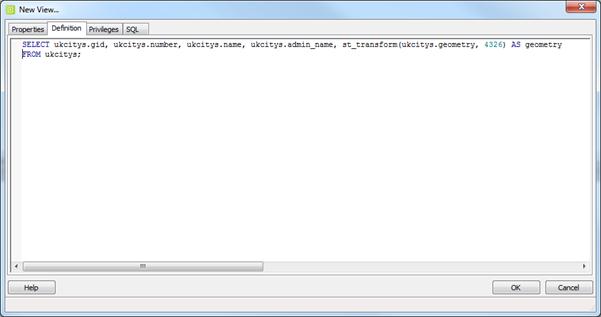 New View...
Properties Definition Privileges SQL
SELECT ukcitys.gid, ukcitys.number, ukcitys.name, ukcitys.admin_name, st_transform(ukcitys.geometry, 4326) AS geometry
FROM ukcitys;
Help OK Cancel